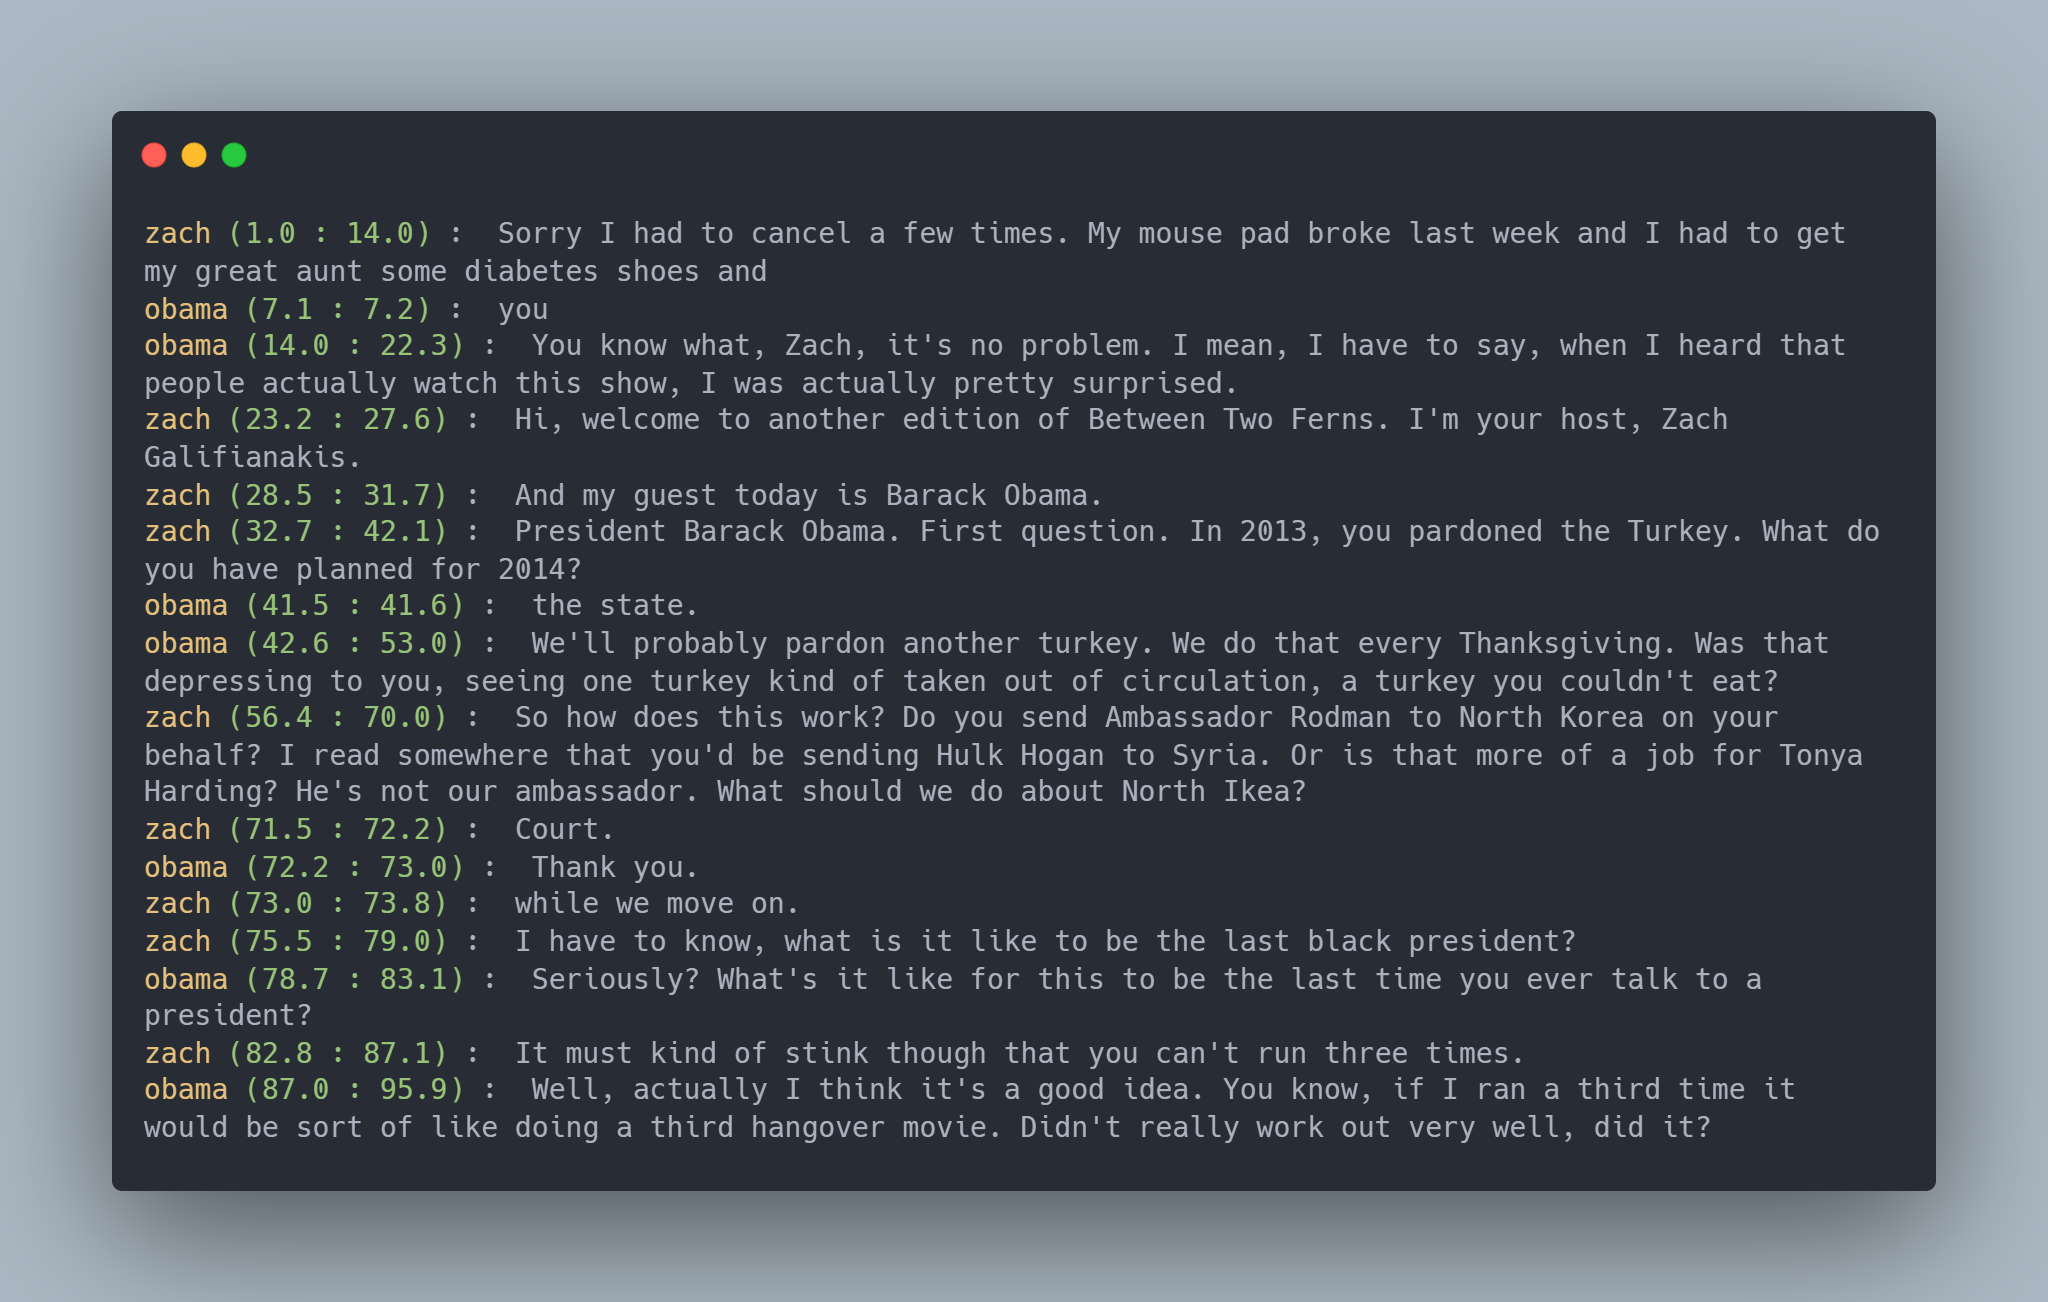 zach (1.0 : 14.0) :  Sorry I had to cancel a few times. My mouse pad broke last week and I had to get
my great aunt some diabetes shoes and
obama (7.1 : 7.2) :  you
obama (14.0 : 22.3) :  You know what, Zach, it's no problem. I mean, I have to say, when I heard that
people actually watch this show, I was actually pretty surprised.
zach (23.2 : 27.6) :  Hi, welcome to another edition of Between Two Ferns. I'm your host, Zach
Galifianakis.
zach (28.5 : 31.7) :  And my guest today is Barack Obama.
zach (32.7 : 42.1) :  President Barack Obama. First question. In 2013, you pardoned the Turkey. What do
you have planned for 2014?
obama (41.5 : 41.6) :  the state.
obama (42.6 : 53.0) :  We'll probably pardon another turkey. We do that every Thanksgiving. Was that
depressing to you, seeing one turkey kind of taken out of circulation, a turkey you couldn't eat?
zach (56.4 : 70.0) :  So how does this work? Do you send Ambassador Rodman to North Korea on your
behalf? I read somewhere that you'd be sending Hulk Hogan to Syria. Or is that more of a job for Tonya
Harding? He's not our ambassador. What should we do about North Ikea?
zach (71.5 : 72.2) :  Court.
obama (72.2 : 73.0) :  Thank you.
zach (73.0 : 73.8) :  while we move on.
zach (75.5 : 79.0) :  I have to know, what is it like to be the last black president?
obama (78.7 : 83.1) :  Seriously? What's it like for this to be the last time you ever talk to a
president?
zach (82.8 : 87.1) :  It must kind of stink though that you can't run three times.
obama (87.0 : 95.9) :  Well, actually I think it's a good idea. You know, if I ran a third time it
would be sort of like doing a third hangover movie. Didn't really work out very well, did it?